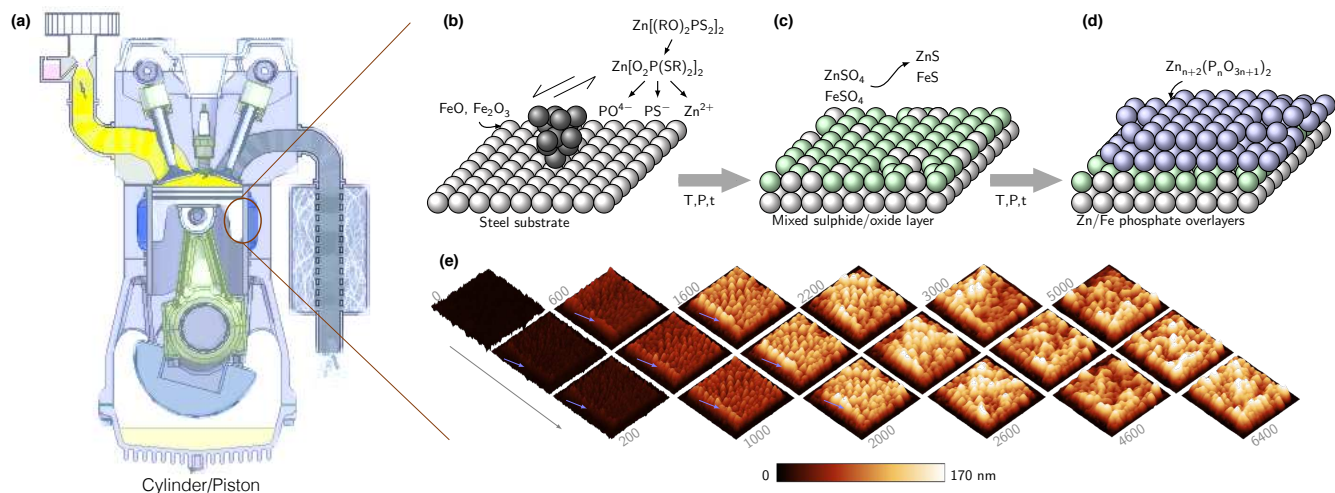 (a)
Cylinder/Piston
(b)
Zn[(RO)₂PS₂]₂
Zn[O₂P(SR)₂]₂
FeO, Fe₂O₃
PO⁴⁻ PS⁻ Zn²⁺
Steel substrate
T,P,t
(c)
ZnSO₄
FeSO₄
ZnS
FeS
Mixed sulphide/oxide layer
T,P,t
(d)
Znₙ₊₂(PₙO₃ₙ₊₁)₂
Zn/Fe phosphate overlayers
(e)
0 600 1600 2200 3000 5000
200 1000 2000 2600 4600 6400
0 170 nm